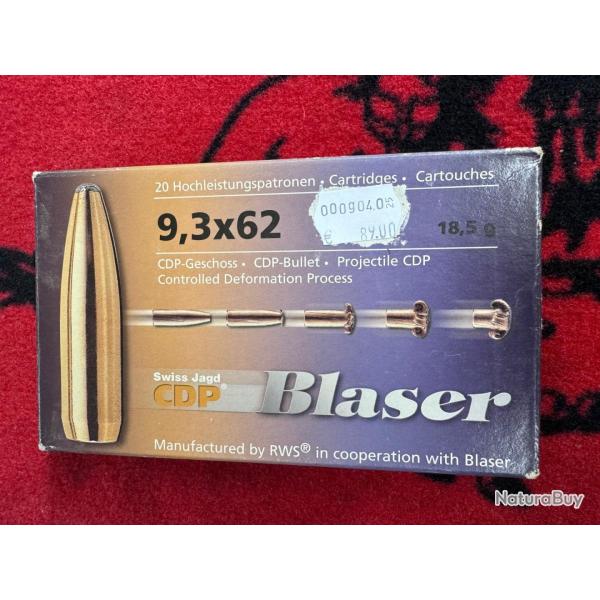 20 Hochleistungspatronen • Cartridges • Cartouches
9,3x62
18,5 g
000904.0
€ 89.00
CDP-Geschoss • CDP-Bullet • Projectile CDP
Controlled Deformation Process
Swiss Jagd
CDP®
Blaser
Manufactured by RWS® in cooperation with Blaser
NaturaBuy